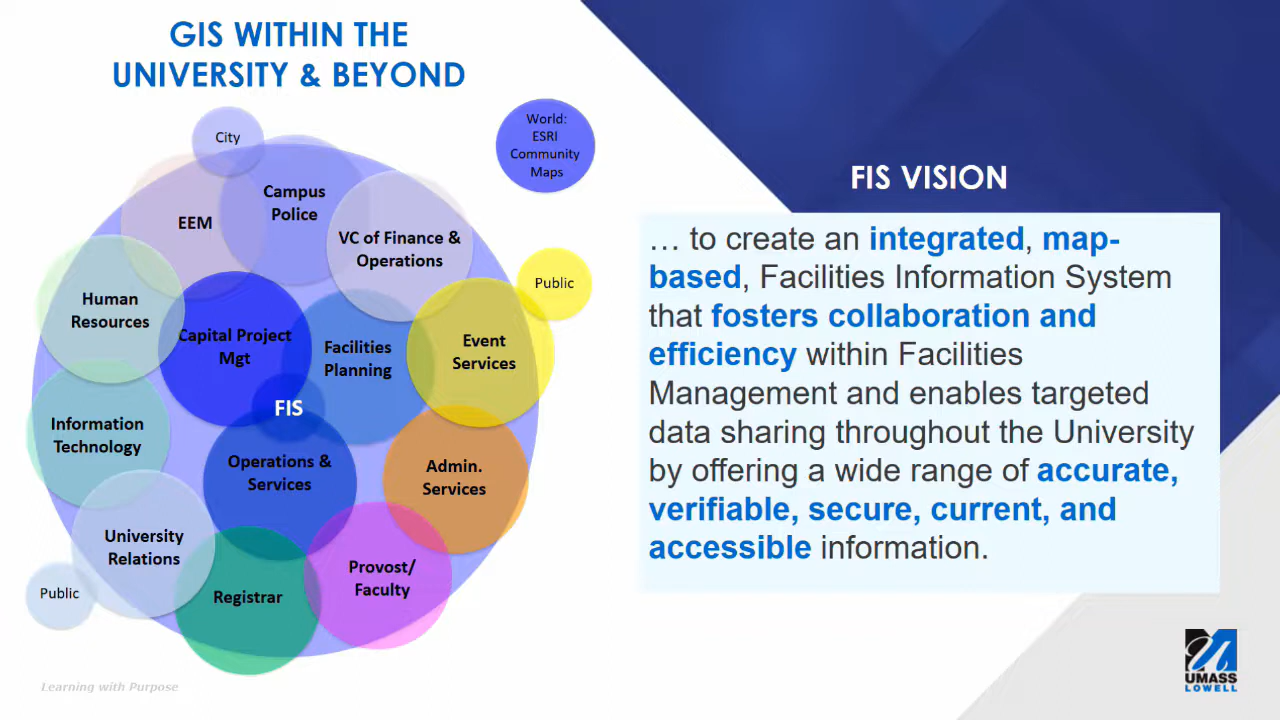 GIS WITHIN THE
UNIVERSITY & BEYOND
City
World:
ESRI
Community
Maps
Campus
Police
EEM
VC of Finance &
Operations
Public
Human
Resources
Capital Project
Mgt
Facilities
Planning
Event
Services
FIS
Information
Technology
Operations &
Services
Admin.
Services
University
Relations
Public
Registrar
Provost/
Faculty
Learning with Purpose
FIS VISION
… to create an integrated, map-
based, Facilities Information System
that fosters collaboration and
efficiency within Facilities
Management and enables targeted
data sharing throughout the University
by offering a wide range of accurate,
verifiable, secure, current, and
accessible information.
UMASS
LOWELL